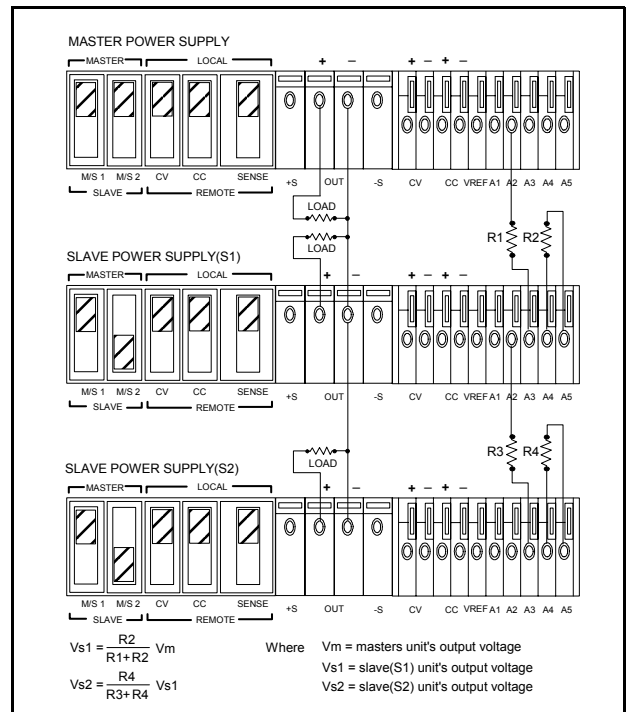 MASTER POWER SUPPLY
MASTER LOCAL
+ – + – + –
M/S 1 M/S 2 CV CC SENSE +S OUT -S CV CC VREF A1 A2 A3 A4 A5
SLAVE REMOTE
LOAD
R1 R2
LOAD
SLAVE POWER SUPPLY(S1)
MASTER LOCAL
+ – + – + –
M/S 1 M/S 2 CV CC SENSE +S OUT -S CV CC VREF A1 A2 A3 A4 A5
SLAVE REMOTE
R3 R4
LOAD
SLAVE POWER SUPPLY(S2)
MASTER LOCAL
+ – + – + –
M/S 1 M/S 2 CV CC SENSE +S OUT -S CV CC VREF A1 A2 A3 A4 A5
SLAVE REMOTE
Vs1 = R2 / R1+R2 Vm Where Vm = masters unit's output voltage
Vs1 = slave(S1) unit's output voltage
Vs2 = R4 / R3+R4 Vs1 Vs2 = slave(S2) unit's output voltage